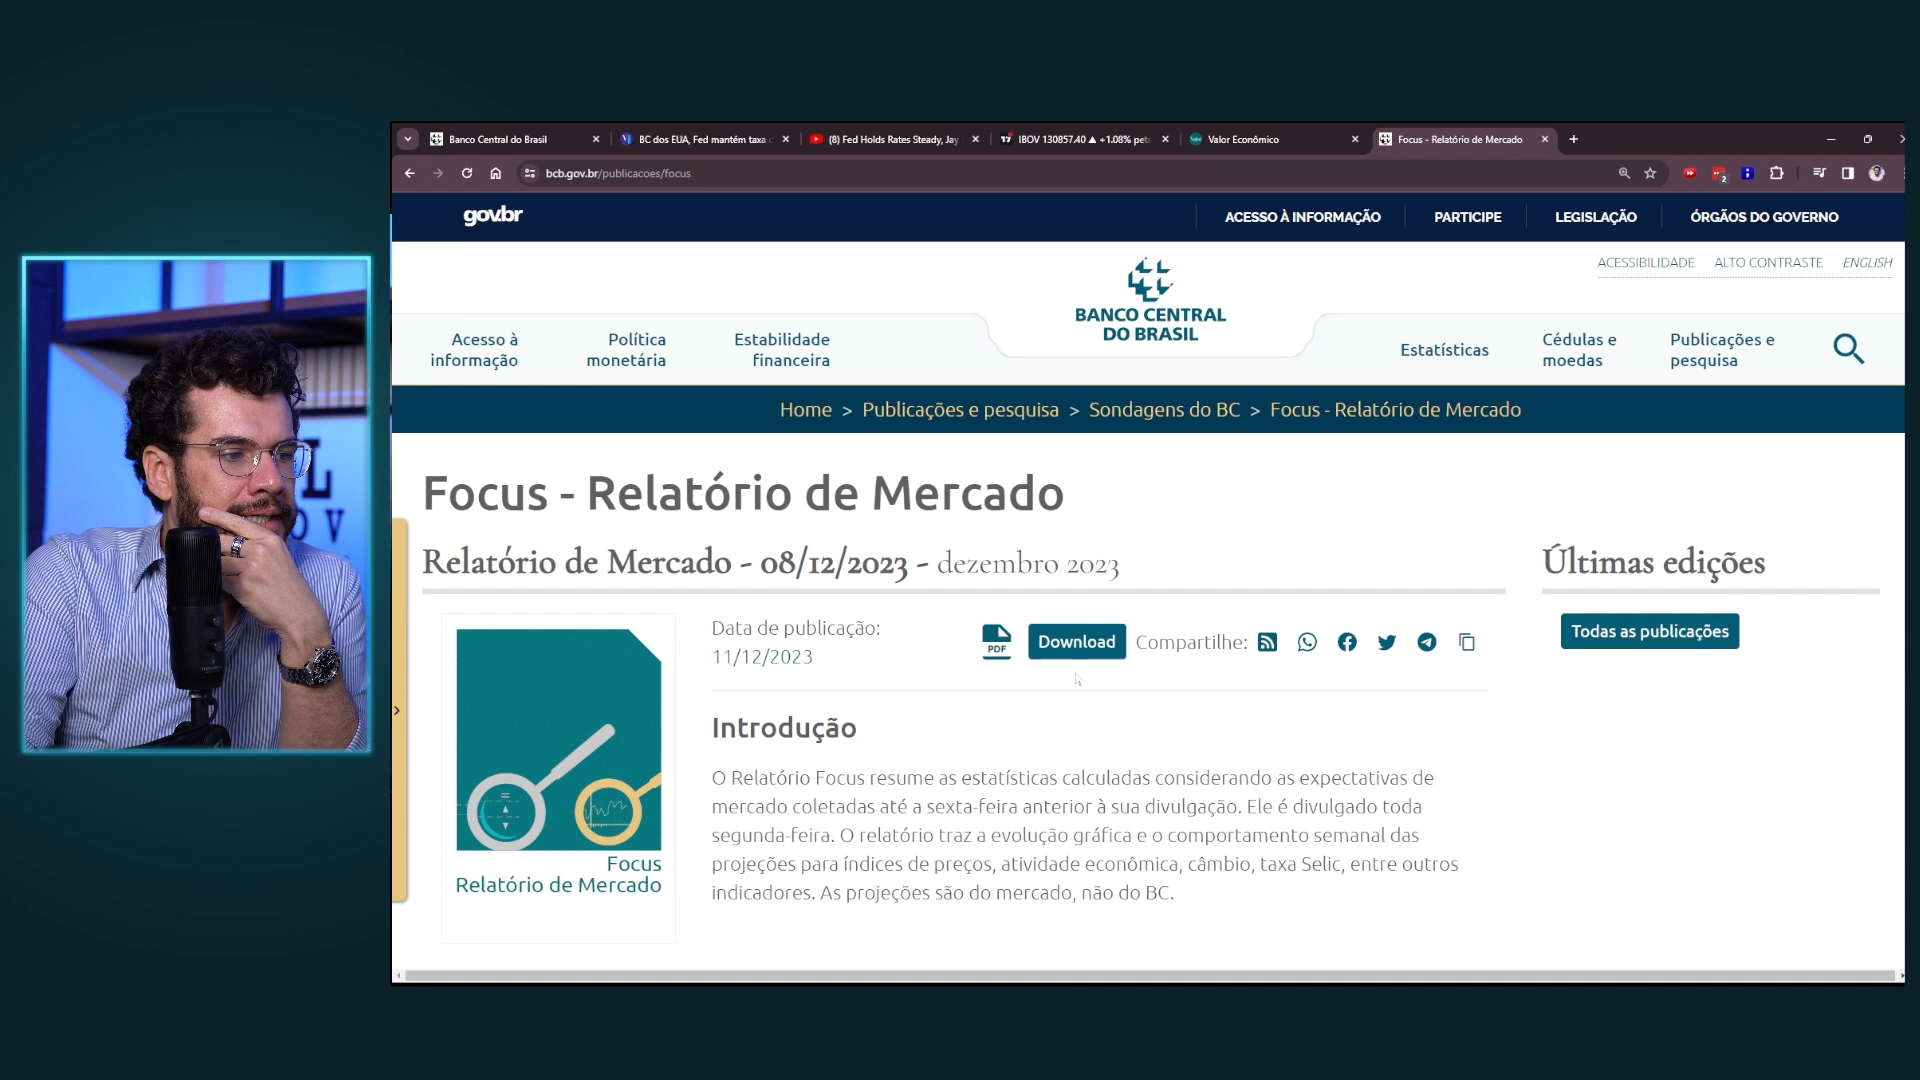 Banco Central do Brasil
BC dos EUA, Fed mantém taxa
(8) Fed Holds Rates Steady, Jay
IBOV 130857.40 ▲ +1.08% petr
Valor Econômico
Focus - Relatório de Mercado
bcb.gov.br/publicacoes/focus
2
gov.br
ACESSO À INFORMAÇÃO
PARTICIPE
LEGISLAÇÃO
ÓRGÃOS DO GOVERNO
ACESSIBILIDADE
ALTO CONTRASTE
ENGLISH
Acesso à
informação
Política
monetária
Estabilidade
financeira
BANCO CENTRAL
DO BRASIL
Estatísticas
Cédulas e
moedas
Publicações e
pesquisa
Home > Publicações e pesquisa > Sondagens do BC > Focus - Relatório de Mercado
Focus - Relatório de Mercado
Relatório de Mercado - 08/12/2023 - dezembro 2023
Últimas edições
Todas as publicações
Data de publicação:
11/12/2023
PDF
Download
Compartilhe:
Introdução
O Relatório Focus resume as estatísticas calculadas considerando as expectativas de
mercado coletadas até a sexta-feira anterior à sua divulgação. Ele é divulgado toda
segunda-feira. O relatório traz a evolução gráfica e o comportamento semanal das
projeções para índices de preços, atividade econômica, câmbio, taxa Selic, entre outros
indicadores. As projeções são do mercado, não do BC.
Focus
Relatório de Mercado